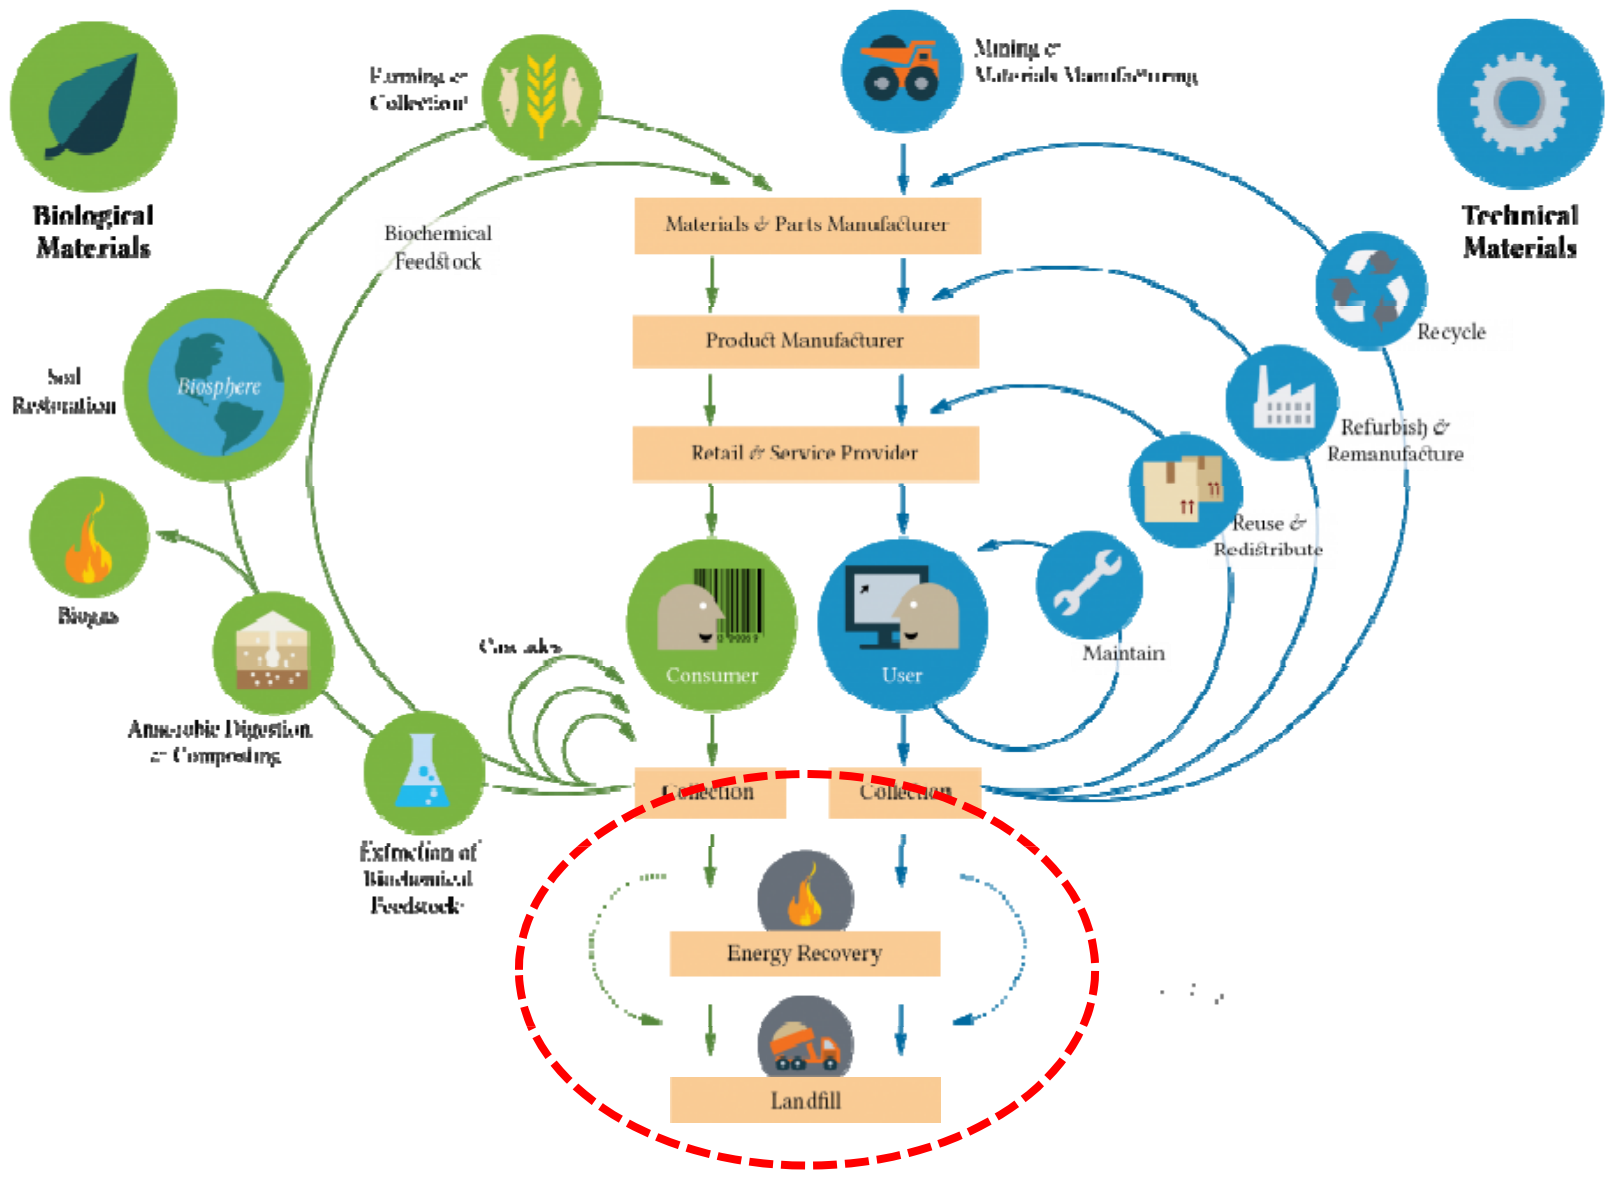 Farming &
Collection
Mining &
Materials Manufacturing
Biological
Materials
Technical
Materials
Biochemical
Feedstock
Materials & Parts Manufacturer
Recycle
Product Manufacturer
Biosphere
Soil
Restoration
Refurbish &
Remanufacture
Retail & Service Provider
Reuse &
Redistribute
Biogas
Cascades
Maintain
Consumer
User
Anaerobic Digestion
& Composting
Collection
Collection
Extraction of
Biochemical
Feedstock
Energy Recovery
Landfill